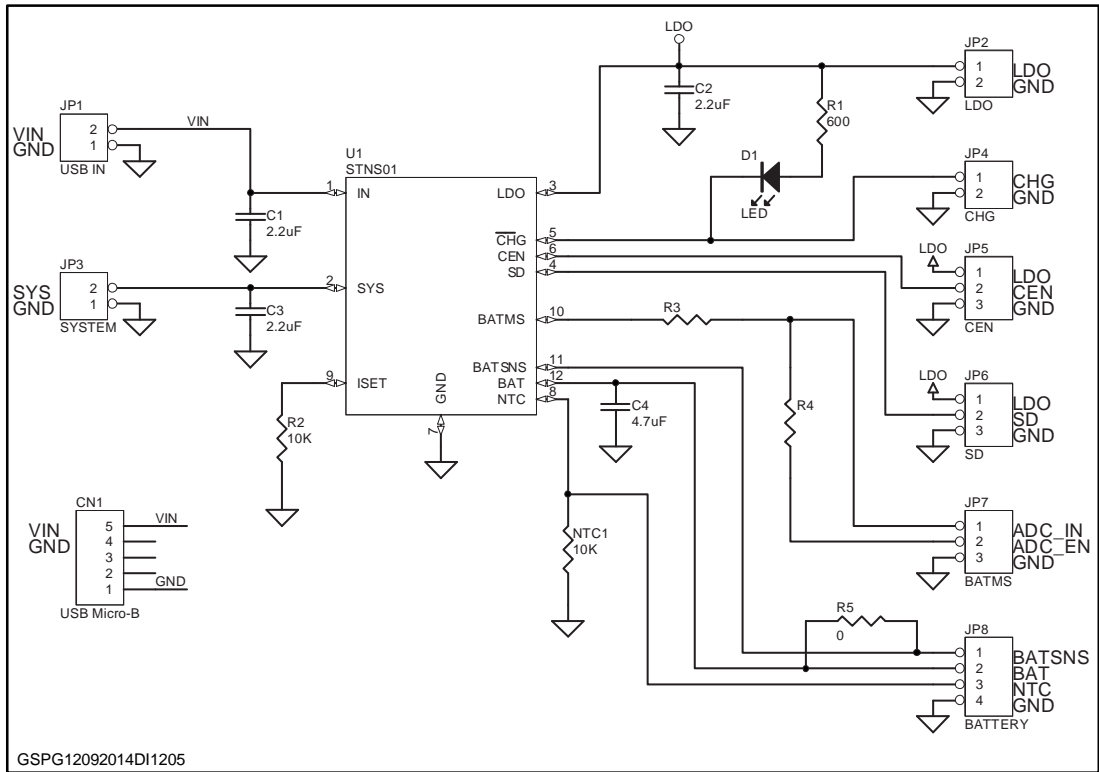 LDO
JP2
1
2
LDO
GND
LDO
C2
2.2uF
R1
600
JP1
VIN
GND
2
1
USB IN
VIN
U1
STNS01
D1
LED
JP4
1
2
CHG
GND
CHG
1
IN
LDO
3
C1
2.2uF
CHG
5
CEN
6
SD
4
LDO
JP5
1
2
3
LDO
CEN
GND
CEN
JP3
SYS
GND
2
1
SYSTEM
2
SYS
C3
2.2uF
BATMS
10
R3
BATSNS
11
BAT
12
NTC
8
9
ISET
GND
7
R2
10K
C4
4.7uF
R4
LDO
JP6
1
2
3
LDO
SD
GND
SD
CN1
VIN
GND
5
4
3
2
1
VIN
GND
USB Micro-B
NTC1
10K
JP7
1
2
3
ADC_IN
ADC_EN
GND
BATMS
R5
0
JP8
1
2
3
4
BATSNS
BAT
NTC
GND
BATTERY
GSPG12092014DI1205